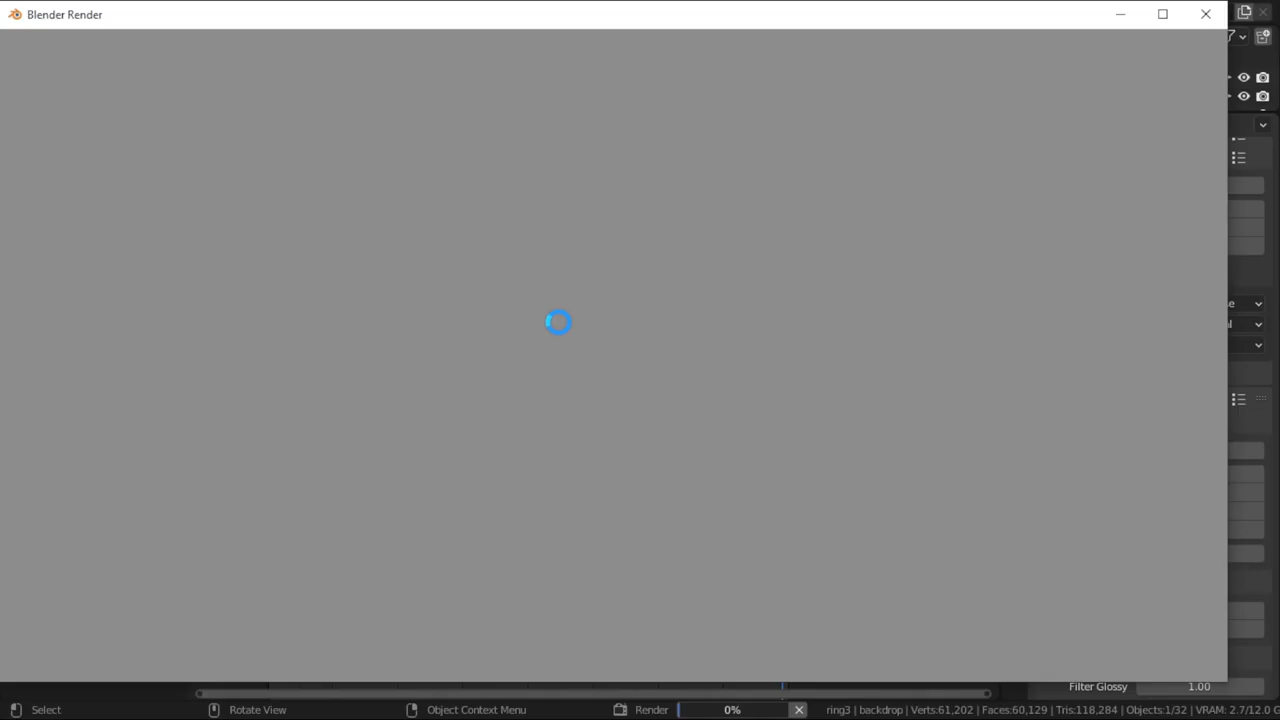 Blender Render
Filter Glossy 1.00
Select Rotate View Object Context Menu Render 0% ring3 | backdrop | Verts:61,202 | Faces:60,129 | Tris:118,284 | Objects:1/32 | VRAM: 2.7/12.0 G